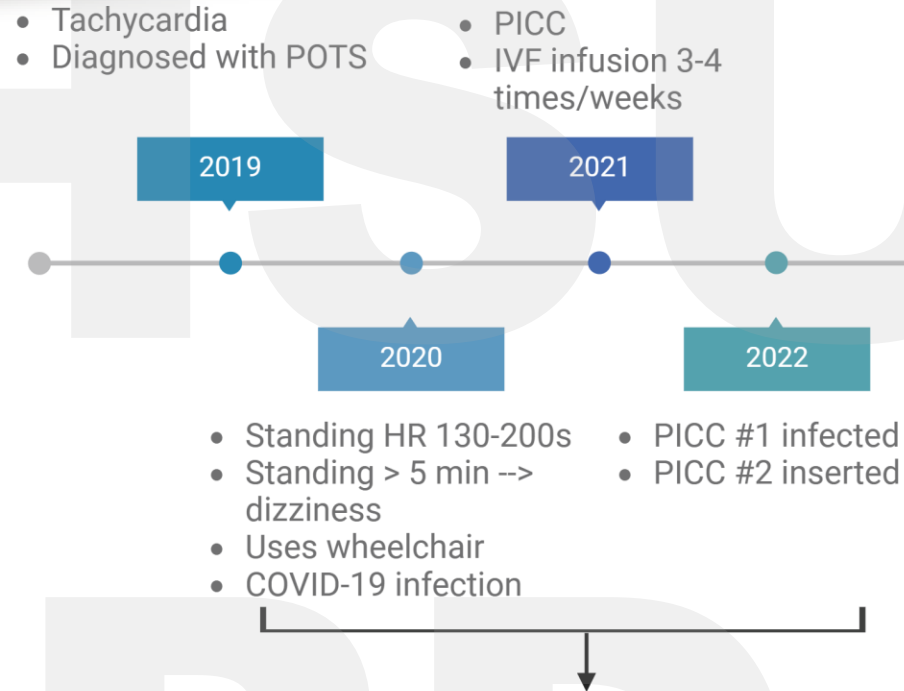 • Tachycardia
• Diagnosed with POTS
• PICC
• IVF infusion 3-4
times/weeks
2019
2021
2020
2022
• Standing HR 130-200s
• Standing > 5 min -->
dizziness
• Uses wheelchair
• COVID-19 infection
• PICC #1 infected
• PICC #2 inserted